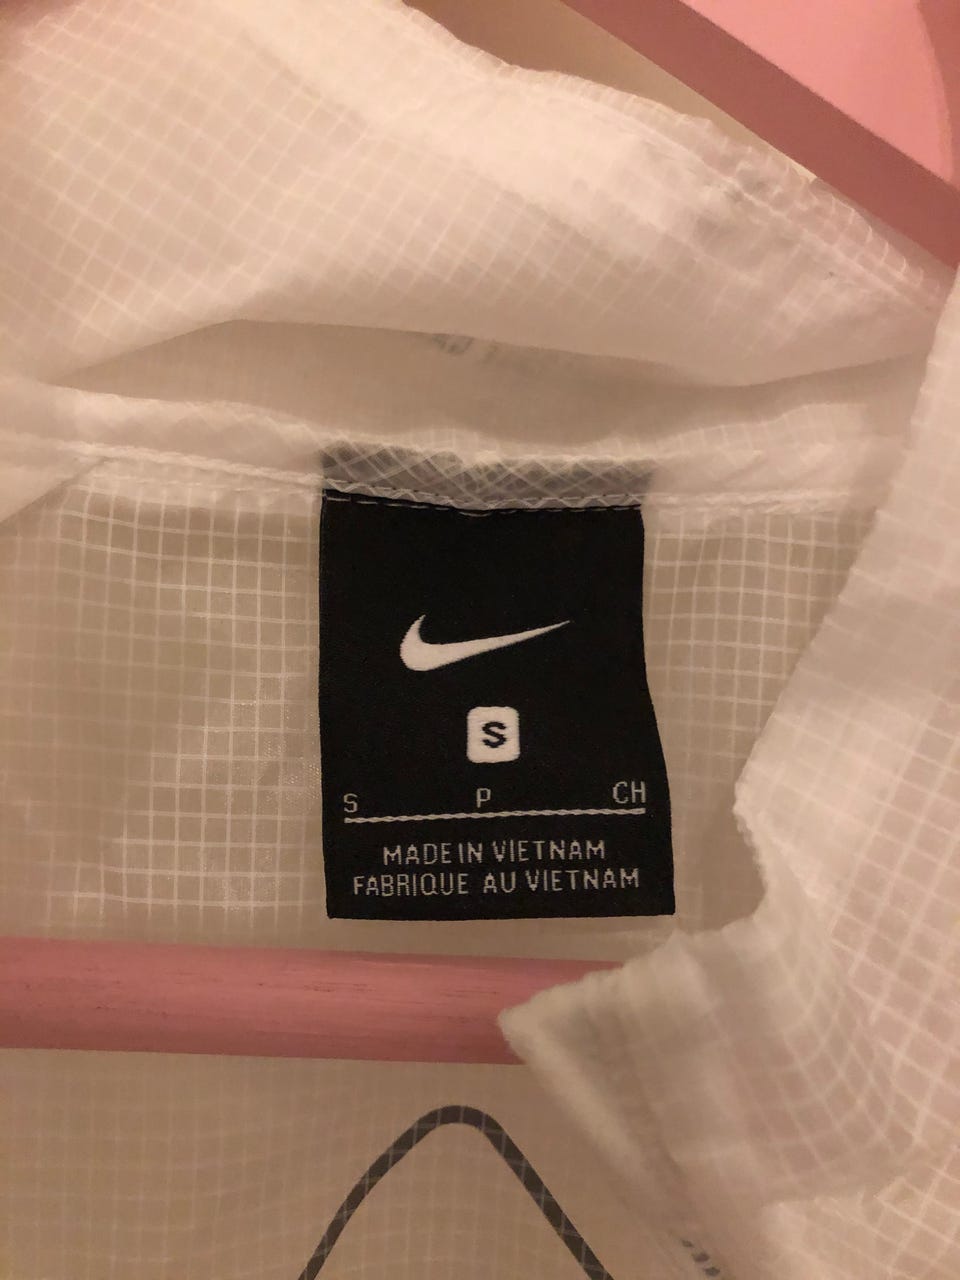 S
S P CH
MADE IN VIETNAM
FABRIQUE AU VIETNAM